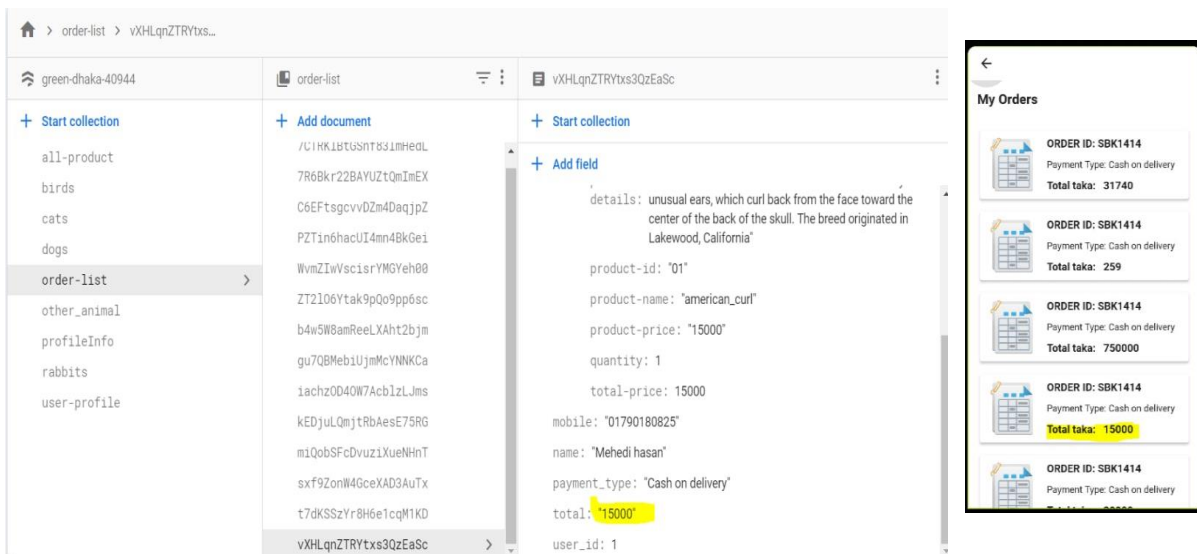 order-list > vXHLqnZTRYtxs...
green-dhaka-40944
+ Start collection
all-product
birds
cats
dogs
order-list
other_animal
profileInfo
rabbits
user-profile
order-list
+ Add document
7CTRKIBtGSnf83lmHedL
7R6Bkr22BAYUZtQmImEX
C6EFtsgcvvDZm4DaqjpZ
PZTin6hacUI4mn4BkGei
WvmZIwVscisrYMGYeh00
ZT2lO6Ytak9pQo9pp6sc
b4w5W8amReeLXAht2bjm
gu7QBMebiUjmMcYNNKCa
iachzOD4OW7AcblzLJms
kEDjuLQmjtRbAesE75RG
miQobSFcDvuziXueNHnT
sxf9ZonW4GceXAD3AuTx
t7dKSSzYr8H6e1cqM1KD
vXHLqnZTRYtxs3QzEaSc
vXHLqnZTRYtxs3QzEaSc
+ Start collection
+ Add field
details: unusual ears, which curl back from the face toward the
center of the back of the skull. The breed originated in
Lakewood, California"
product-id: "01"
product-name: "american_curl"
product-price: "15000"
quantity: 1
total-price: 15000
mobile: "01790180825"
name: "Mehedi hasan"
payment_type: "Cash on delivery"
total: "15000"
user_id: 1
My Orders
ORDER ID: SBK1414
Payment Type: Cash on delivery
Total taka: 31740
ORDER ID: SBK1414
Payment Type: Cash on delivery
Total taka: 259
ORDER ID: SBK1414
Payment Type: Cash on delivery
Total taka: 750000
ORDER ID: SBK1414
Payment Type: Cash on delivery
Total taka: 15000
ORDER ID: SBK1414
Payment Type: Cash on delivery